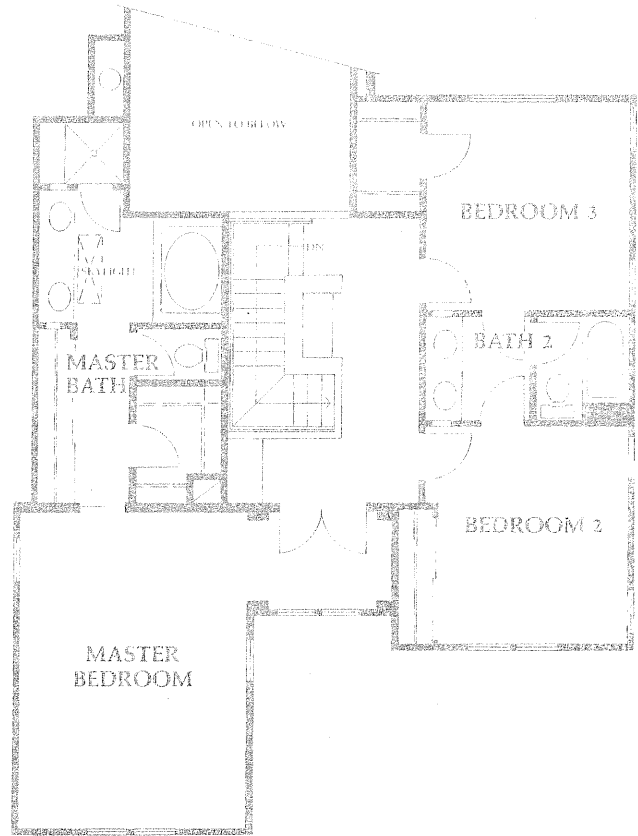 OPEN TO BELOW
BEDROOM 3
DN
SKYLIGHT
BATH 2
MASTER
BATH
BEDROOM 2
MASTER
BEDROOM